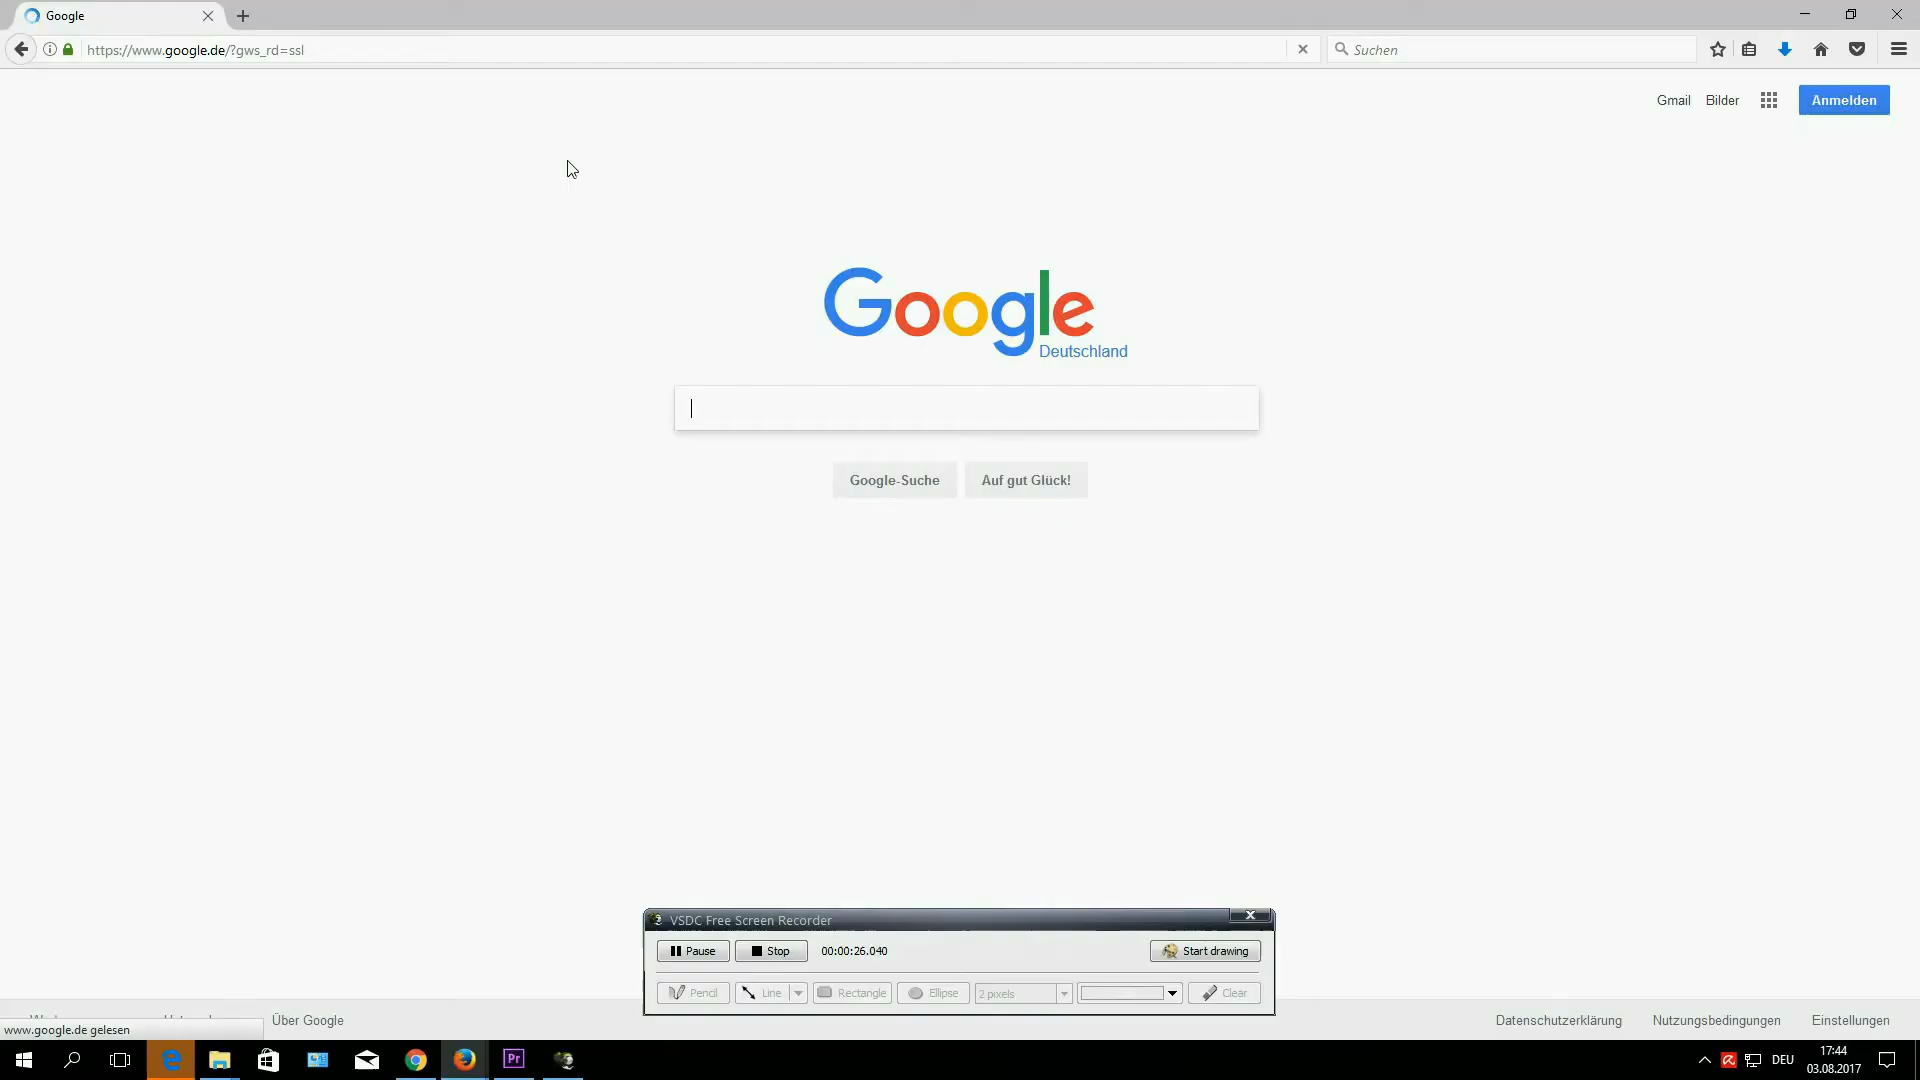 Google
https://www.google.de/?gws_rd=ssl
Suchen
Gmail Bilder Anmelden
Google
Deutschland
Google-Suche Auf gut Glück!
VSDC Free Screen Recorder
Pause Stop 00:00:26.040 Start drawing
Pencil Line Rectangle Ellipse 2 pixels Clear
Über Google Datenschutzerklärung Nutzungsbedingungen Einstellungen
www.google.de gelesen
Pr DEU 17:44
03.08.2017